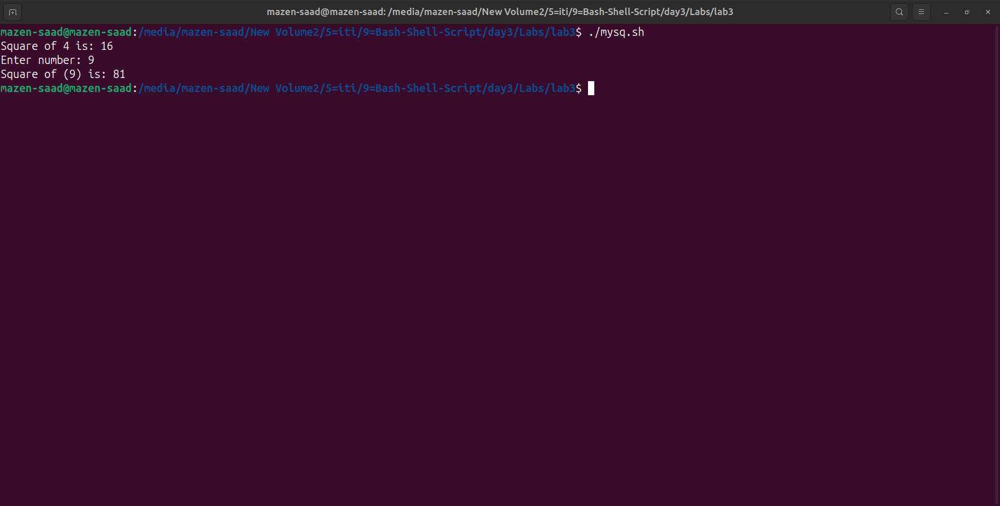 mazen-saad@mazen-saad: /media/mazen-saad/New Volume2/5=iti/9=Bash-Shell-Script/day3/Labs/lab3
mazen-saad@mazen-saad:/media/mazen-saad/New Volume2/5=iti/9=Bash-Shell-Script/day3/Labs/lab3$ ./mysq.sh
Square of 4 is: 16
Enter number: 9
Square of (9) is: 81
mazen-saad@mazen-saad:/media/mazen-saad/New Volume2/5=iti/9=Bash-Shell-Script/day3/Labs/lab3$